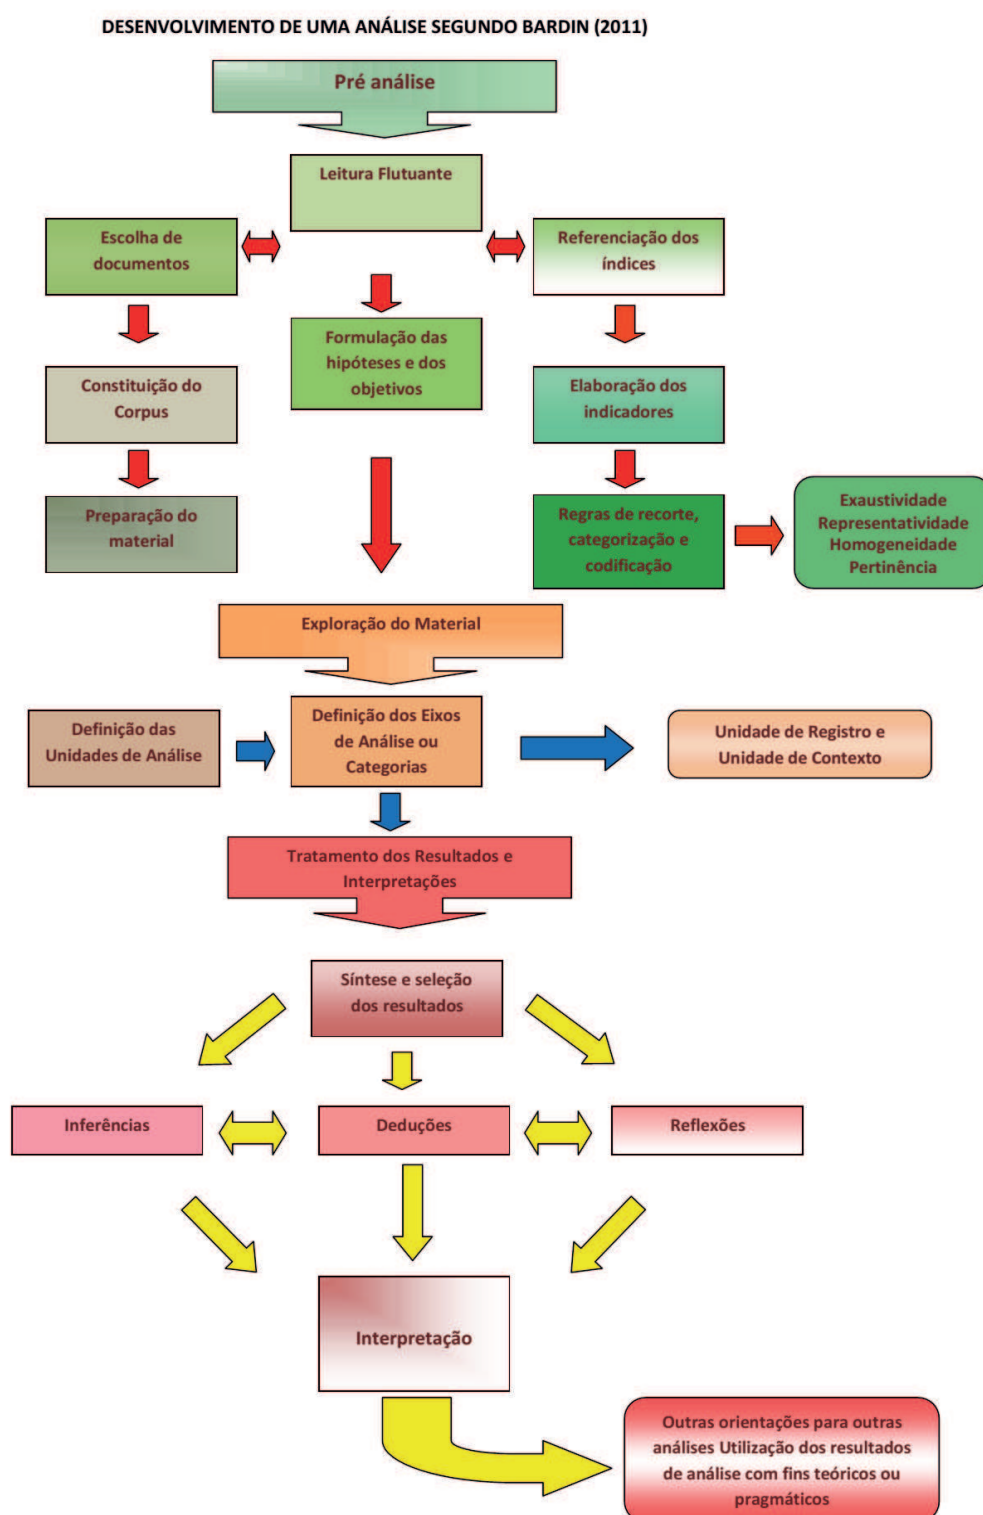 DESENVOLVIMENTO DE UMA ANÁLISE SEGUNDO BARDIN (2011)
Pré análise
Leitura Flutuante
Escolha de
documentos
Referenciação dos
índices
Formulação das
hipóteses e dos
objetivos
Constituição do
Corpus
Elaboração dos
indicadores
Preparação do
material
Regras de recorte,
categorização e
codificação
Exaustividade
Representatividade
Homogeneidade
Pertinência
Exploração do Material
Definição das
Unidades de Análise
Definição dos Eixos
de Análise ou
Categorias
Unidade de Registro e
Unidade de Contexto
Tratamento dos Resultados e
Interpretações
Síntese e seleção
dos resultados
Inferências
Deduções
Reflexões
Interpretação
Outras orientações para outras
análises Utilização dos resultados
de análise com fins teóricos ou
pragmáticos